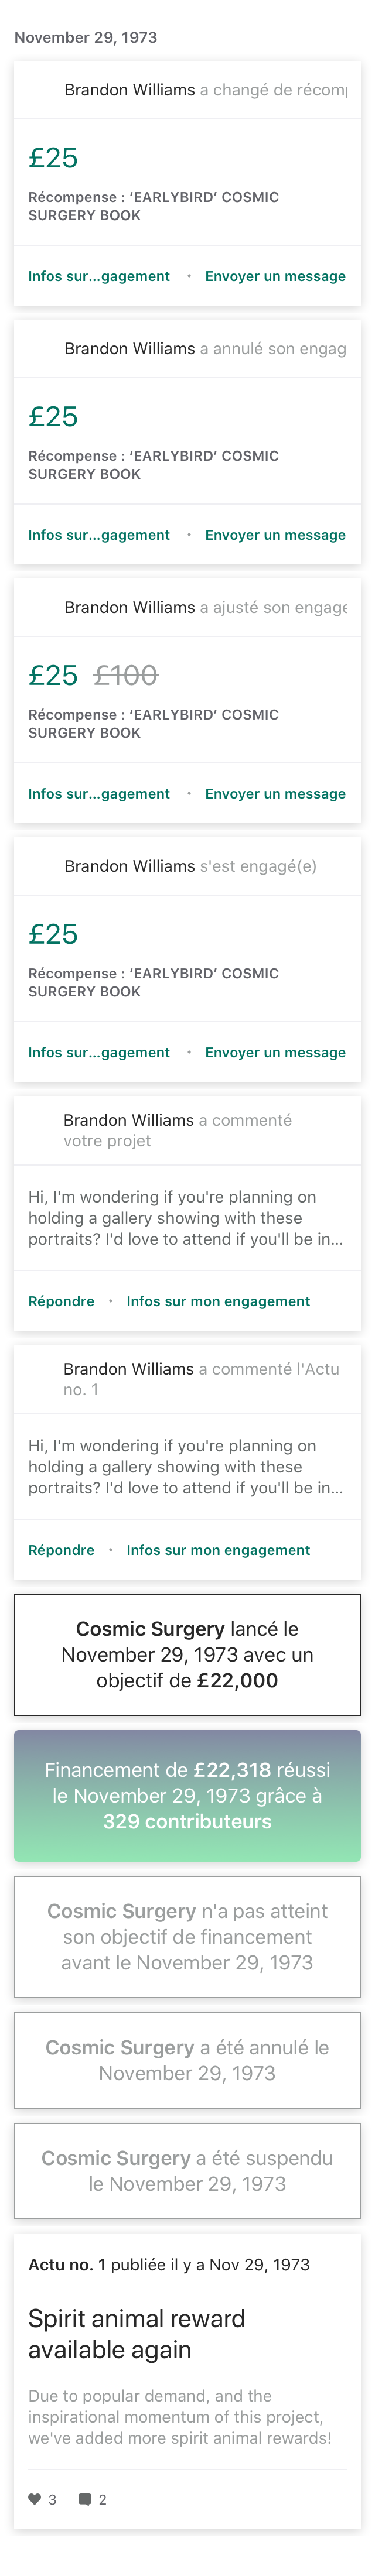 November 29, 1973
Brandon Williams a changé de récom
£25
Récompense : ‘EARLYBIRD’ COSMIC
SURGERY BOOK
Infos sur...gagement • Envoyer un message
Brandon Williams a annulé son engag
£25
Récompense : ‘EARLYBIRD’ COSMIC
SURGERY BOOK
Infos sur...gagement • Envoyer un message
Brandon Williams a ajusté son engage
£25 £100
Récompense : ‘EARLYBIRD’ COSMIC
SURGERY BOOK
Infos sur...gagement • Envoyer un message
Brandon Williams s'est engagé(e)
£25
Récompense : ‘EARLYBIRD’ COSMIC
SURGERY BOOK
Infos sur...gagement • Envoyer un message
Brandon Williams a commenté
votre projet
Hi, I'm wondering if you're planning on
holding a gallery showing with these
portraits? I'd love to attend if you'll be in...
Répondre • Infos sur mon engagement
Brandon Williams a commenté l'Actu
no. 1
Hi, I'm wondering if you're planning on
holding a gallery showing with these
portraits? I'd love to attend if you'll be in...
Répondre • Infos sur mon engagement
Cosmic Surgery lancé le
November 29, 1973 avec un
objectif de £22,000
Financement de £22,318 réussi
le November 29, 1973 grâce à
329 contributeurs
Cosmic Surgery n'a pas atteint
son objectif de financement
avant le November 29, 1973
Cosmic Surgery a été annulé le
November 29, 1973
Cosmic Surgery a été suspendu
le November 29, 1973
Actu no. 1 publiée il y a Nov 29, 1973
Spirit animal reward
available again
Due to popular demand, and the
inspirational momentum of this project,
we've added more spirit animal rewards!
3 2